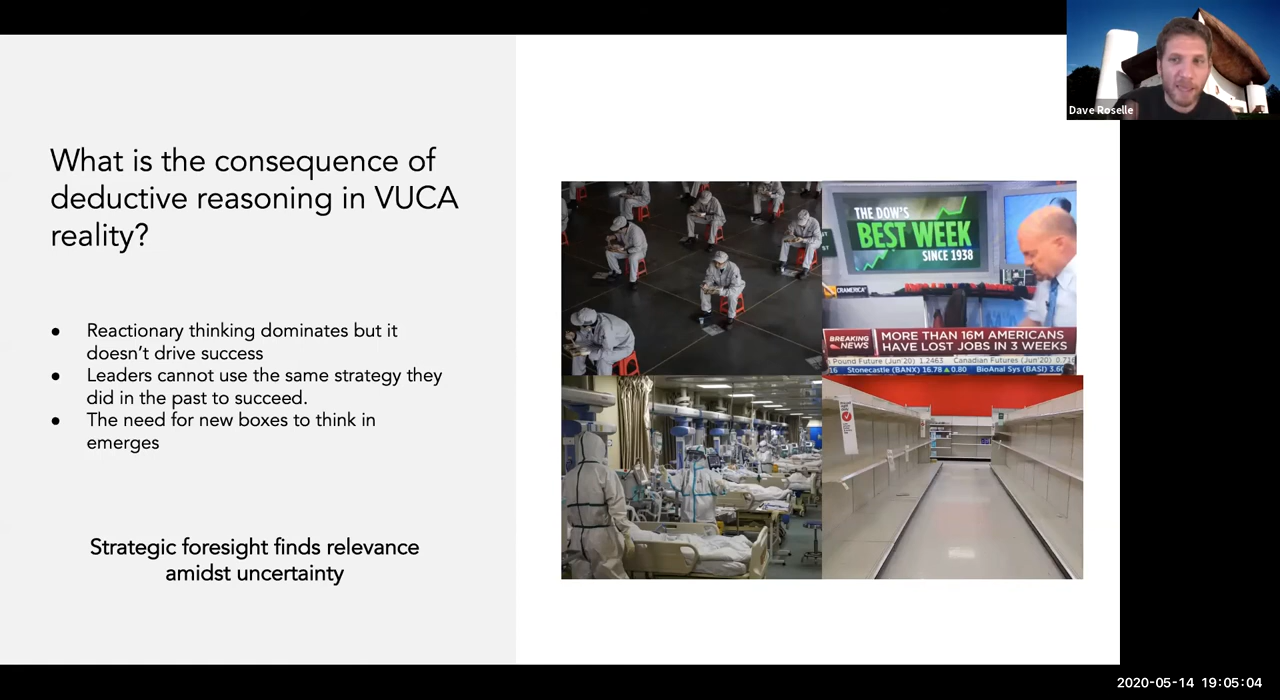 Dave Roselle
What is the consequence of
deductive reasoning in VUCA
reality?
● Reactionary thinking dominates but it
doesn’t drive success
● Leaders cannot use the same strategy they
did in the past to succeed.
● The need for new boxes to think in
emerges
Strategic foresight finds relevance
amidst uncertainty
THE DOW'S
BEST WEEK
SINCE 1938
CRAMERICA"
BREAKING
NEWS
MORE THAN 16M AMERICANS
HAVE LOST JOBS IN 3 WEEKS
Pound Future (Jun'20) 1.2463 Canadian Futures (Jun'20) 0.716
16 Stonecastle (BANX) 16.78 ▲ 0.80 BioAnal Sys (BASI) 3.60
2020-05-14 19:05:04